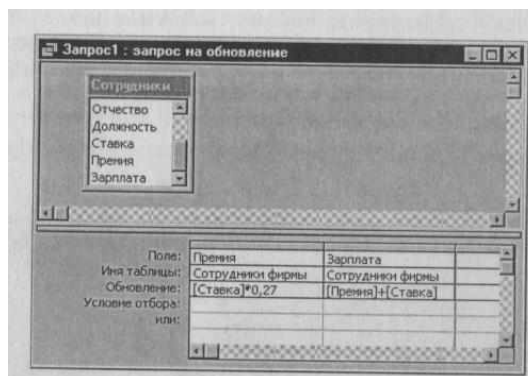 Запрос1 : запрос на обновление
Сотрудники ...
Отчество
Должность
Ставка
Премия
Зарплата
Поле: Премия Зарплата
Имя таблицы: Сотрудники фирмы Сотрудники фирмы
Обновление: [Ставка]*0,27 [Премия]+[Ставка]
Условие отбора:
или: